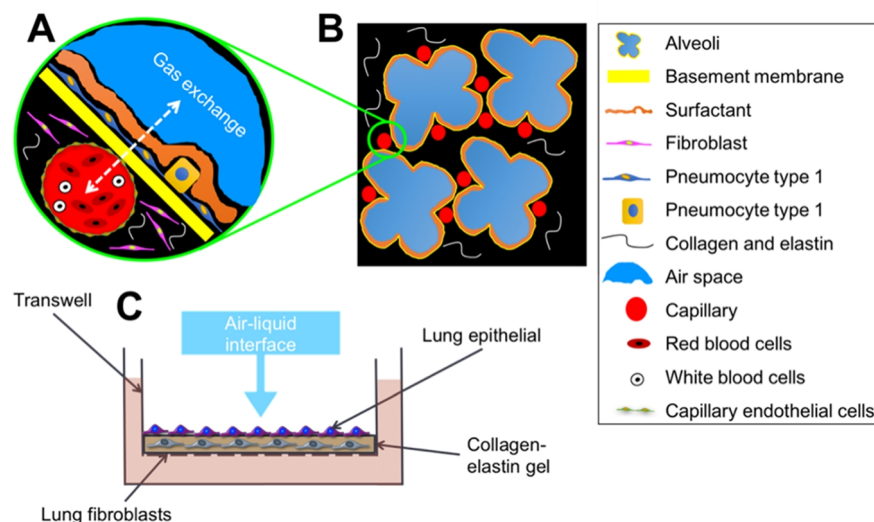 A
Gas exchange
B
Alveoli
Basement membrane
Surfactant
Fibroblast
Pneumocyte type 1
Pneumocyte type 1
Collagen and elastin
Air space
Capillary
Red blood cells
White blood cells
Capillary endothelial cells
C
Transwell
Air-liquid
interface
Lung epithelial
Collagen-
elastin gel
Lung fibroblasts